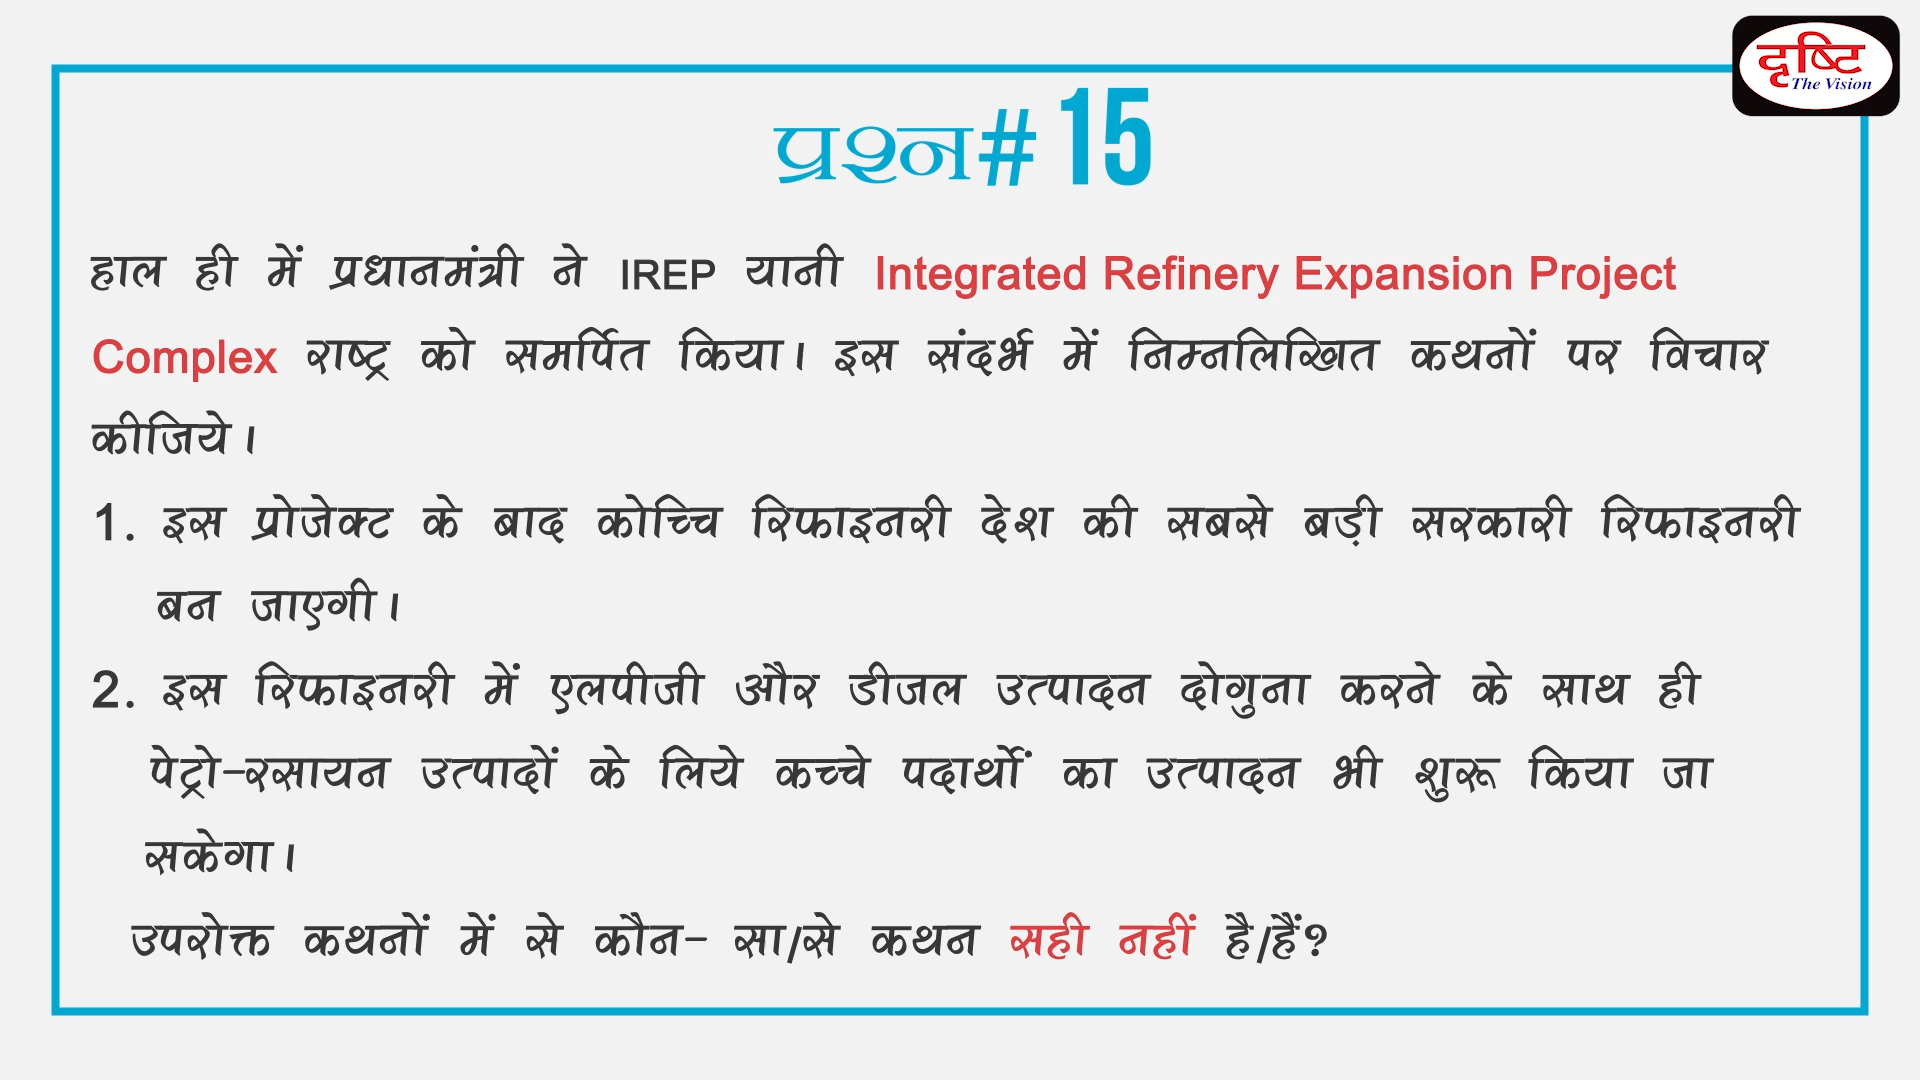 दृष्टि
The Vision
प्रश्न# 15
हाल ही में प्रधानमंत्री ने IREP यानी Integrated Refinery Expansion Project
Complex राष्ट्र को समर्पित किया। इस संदर्भ में निम्नलिखित कथनों पर विचार
कीजिये।
1. इस प्रोजेक्ट के बाद कोच्चि रिफाइनरी देश की सबसे बड़ी सरकारी रिफाइनरी
बन जाएगी।
2. इस रिफाइनरी में एलपीजी और डीजल उत्पादन दोगुना करने के साथ ही
पेट्रो-रसायन उत्पादों के लिये कच्चे पदार्थों का उत्पादन भी शुरू किया जा
सकेगा।
उपरोक्त कथनों में से कौन- सा/से कथन सही नहीं है/हैं?